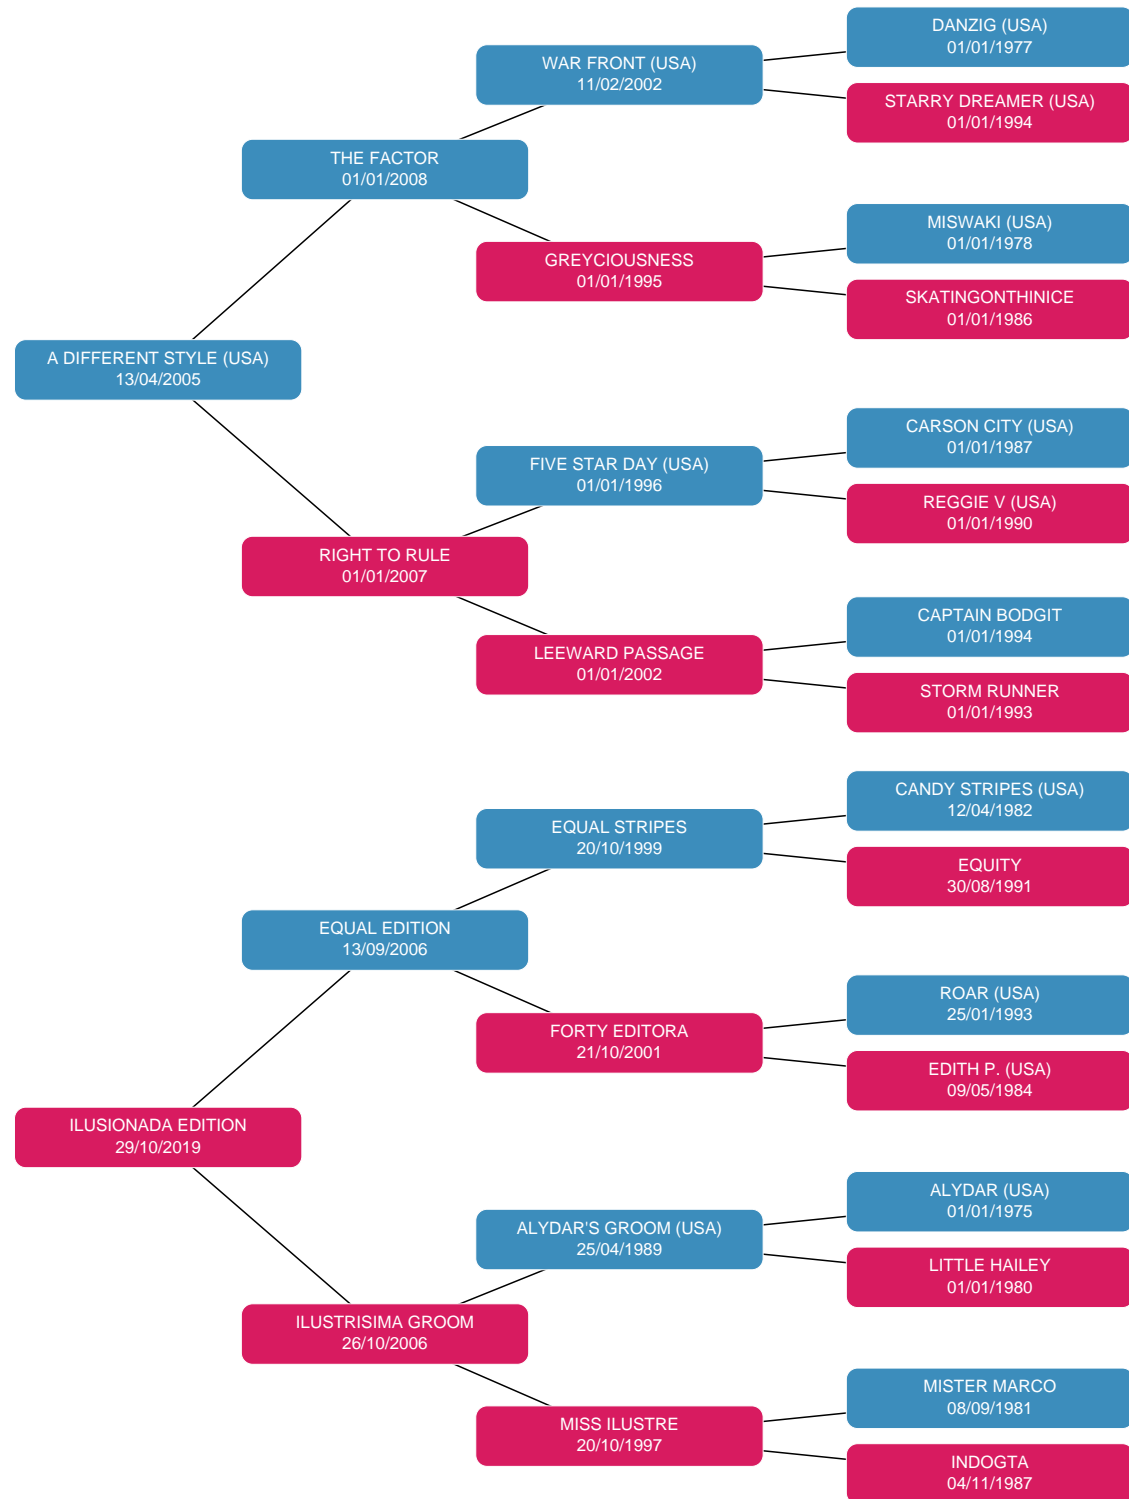 DANZIG (USA)
01/01/1977
WAR FRONT (USA)
11/02/2002
STARRY DREAMER (USA)
01/01/1994
THE FACTOR
01/01/2008
MISWAKI (USA)
01/01/1978
GREYCIOUSNESS
01/01/1995
SKATINGONTHINICE
01/01/1986
A DIFFERENT STYLE (USA)
13/04/2005
CARSON CITY (USA)
01/01/1987
FIVE STAR DAY (USA)
01/01/1996
REGGIE V (USA)
01/01/1990
RIGHT TO RULE
01/01/2007
CAPTAIN BODGIT
01/01/1994
LEEWARD PASSAGE
01/01/2002
STORM RUNNER
01/01/1993
CANDY STRIPES (USA)
12/04/1982
EQUAL STRIPES
20/10/1999
EQUITY
30/08/1991
EQUAL EDITION
13/09/2006
ROAR (USA)
25/01/1993
FORTY EDITORA
21/10/2001
EDITH P. (USA)
09/05/1984
ILUSIONADA EDITION
29/10/2019
ALYDAR (USA)
01/01/1975
ALYDAR'S GROOM (USA)
25/04/1989
LITTLE HAILEY
01/01/1980
ILUSTRISIMA GROOM
26/10/2006
MISTER MARCO
08/09/1981
MISS ILUSTRE
20/10/1997
INDOGTA
04/11/1987